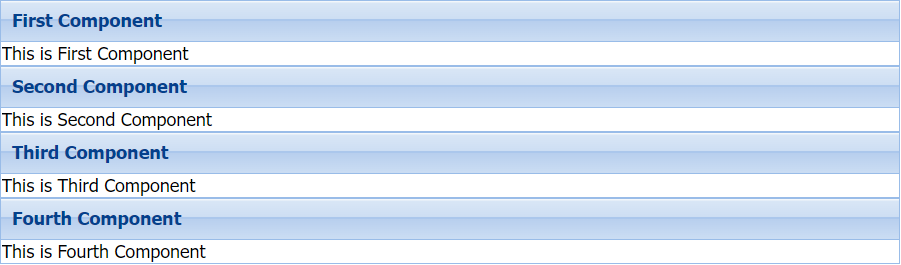 First Component
This is First Component
Second Component
This is Second Component
Third Component
This is Third Component
Fourth Component
This is Fourth Component